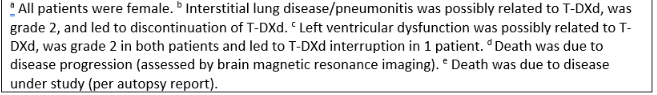 ᵃ All patients were female. ᵇ Interstitial lung disease/pneumonitis was possibly related to T-DXd, was
grade 2, and led to discontinuation of T-DXd. ᶜ Left ventricular dysfunction was possibly related to T-
DXd, was grade 2 in both patients and led to T-DXd interruption in 1 patient. ᵈ Death was due to
disease progression (assessed by brain magnetic resonance imaging). ᵉ Death was due to disease
under study (per autopsy report).